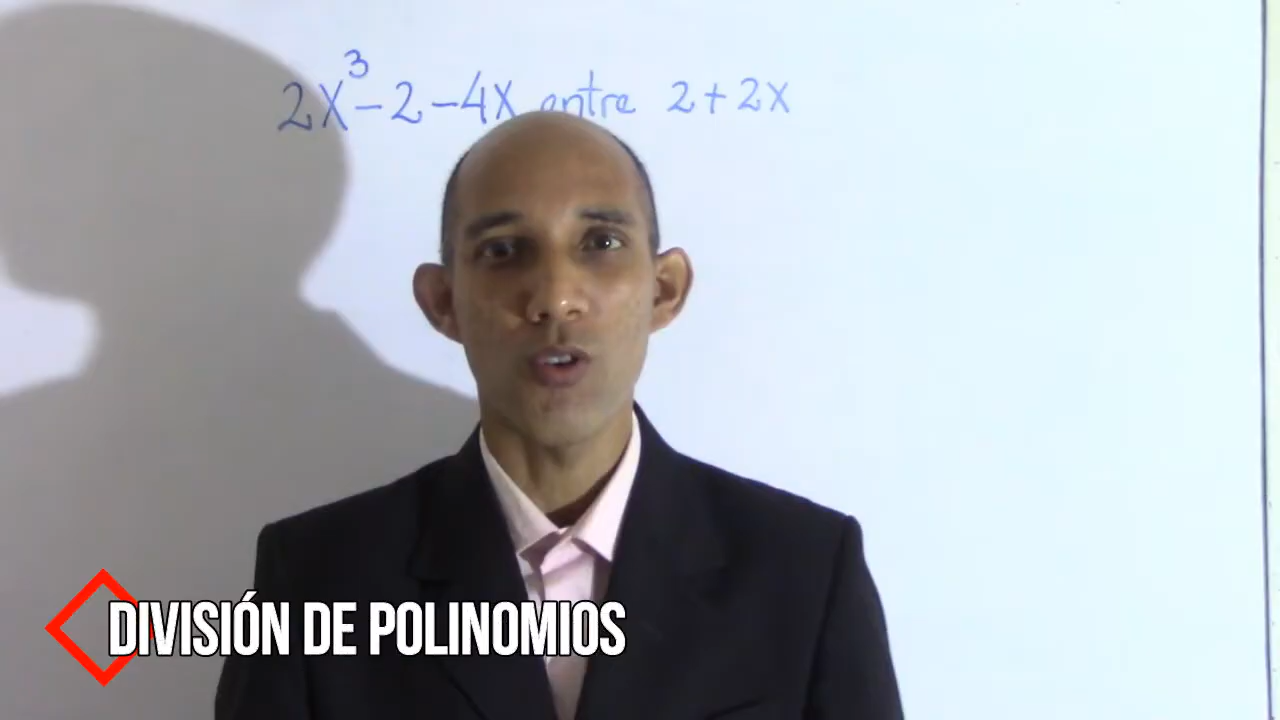 2x³-2-4x entre 2+2x
DIVISIÓN DE POLINOMIOS